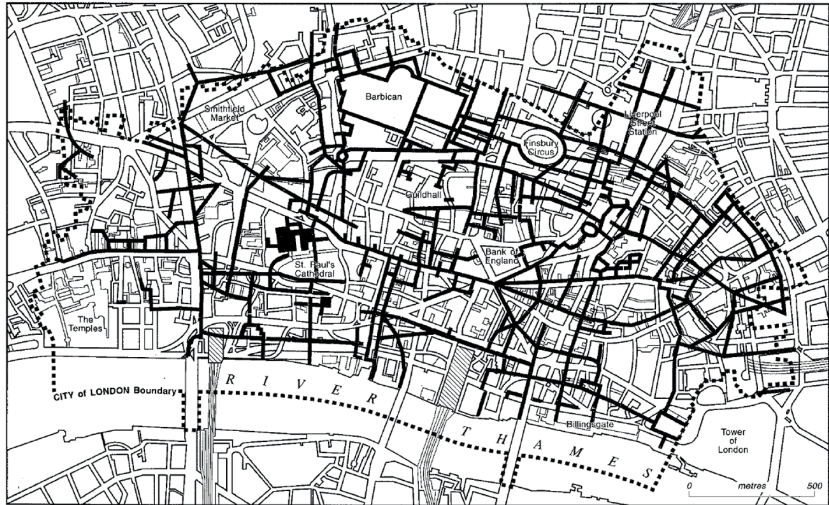 Barbican
Smithfield
Market
Liverpool
Street
Station
Finsbury
Circus
Guildhall
Bank of
England
St. Paul's
Cathedral
The
Temples
CITY of LONDON Boundary
RIVER THAMES
Billingsgate
Tower
of
London
0 metres 500